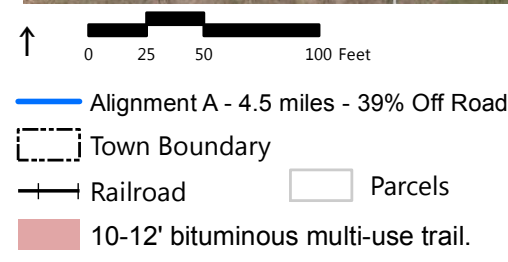 0 25 50 100 Feet
Alignment A - 4.5 miles - 39% Off Road
Town Boundary
Railroad Parcels
10-12' bituminous multi-use trail.